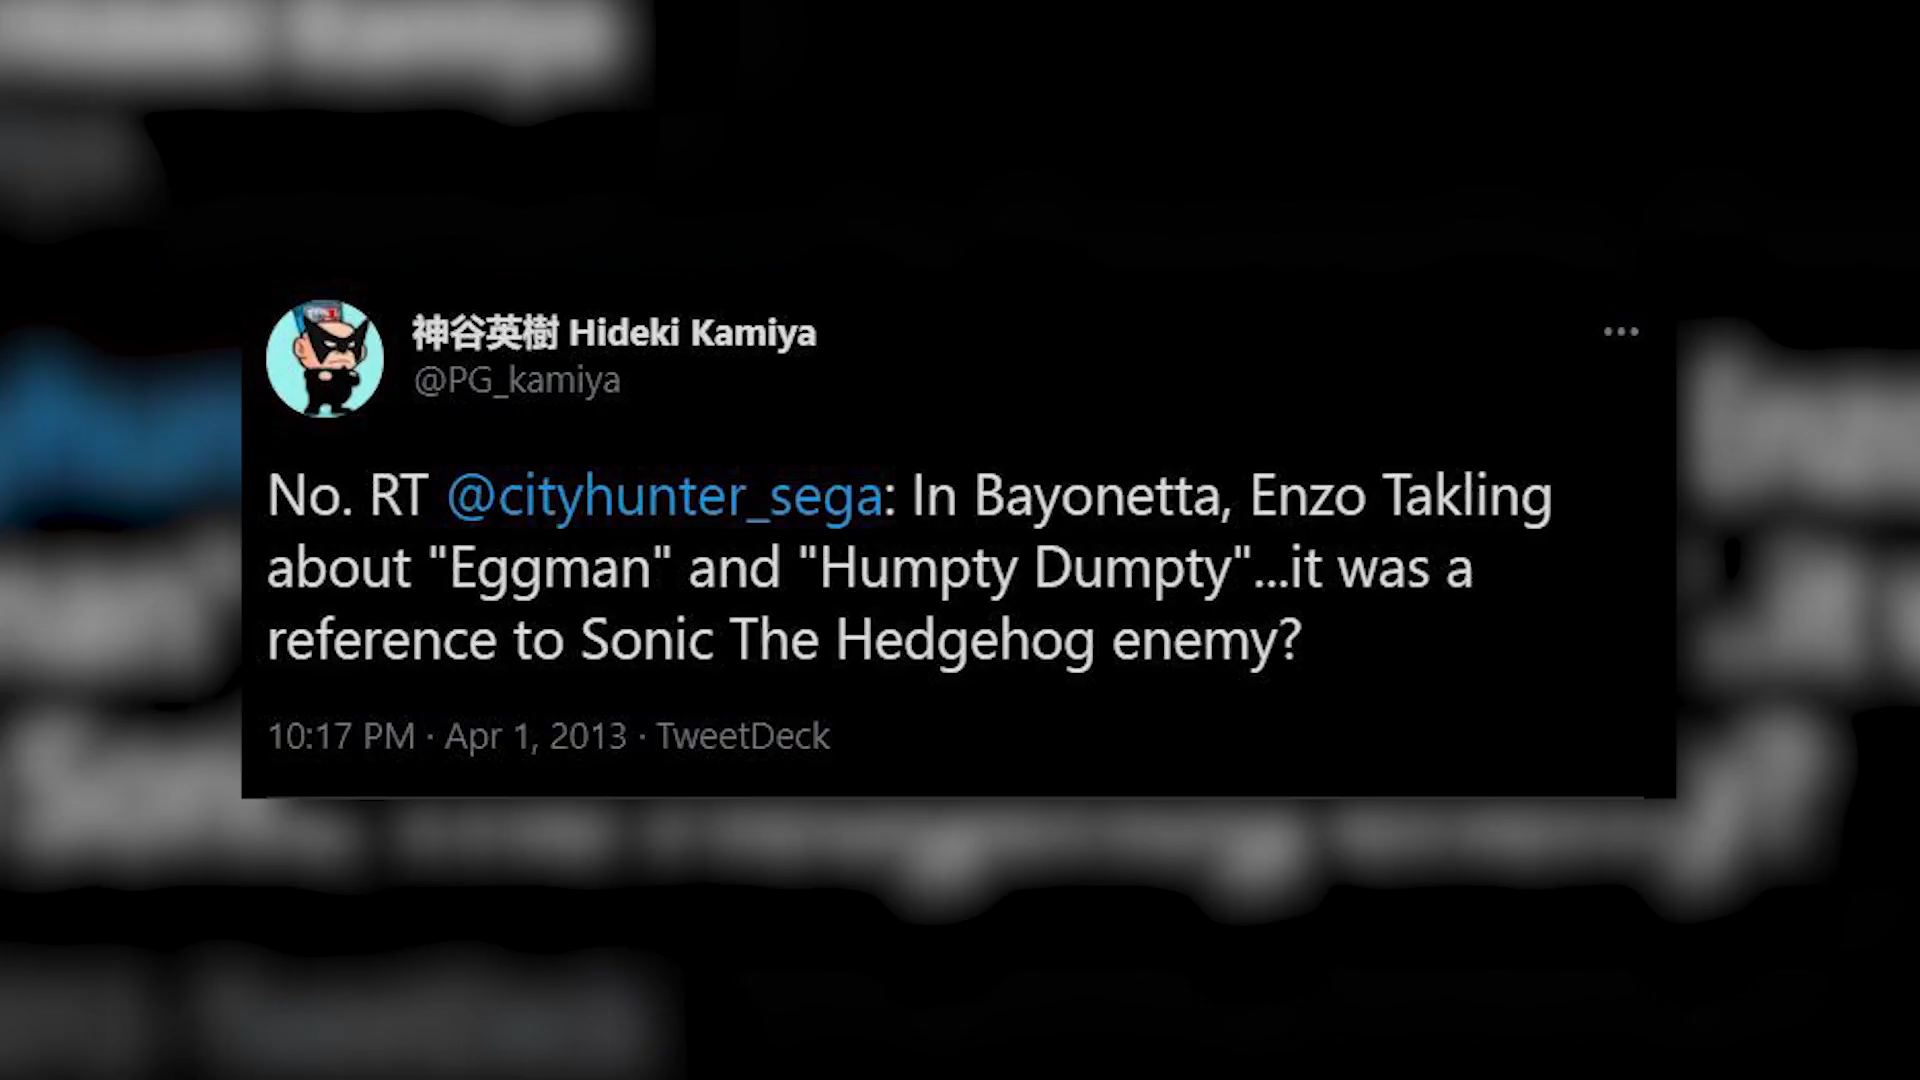 神谷英樹 Hideki Kamiya
@PG_kamiya
No. RT @cityhunter_sega: In Bayonetta, Enzo Takling
about "Eggman" and "Humpty Dumpty"...it was a
reference to Sonic The Hedgehog enemy?
10:17 PM · Apr 1, 2013 · TweetDeck